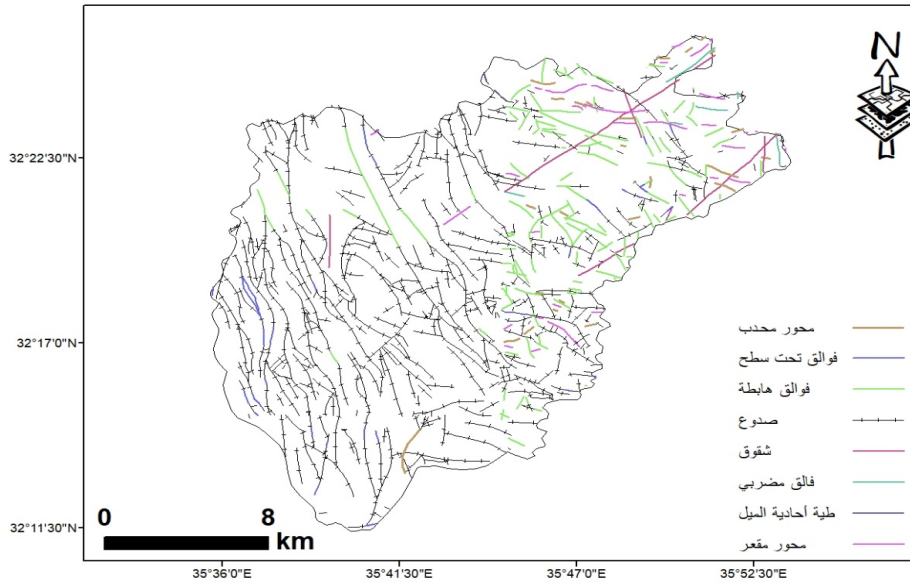 N
32°22'30"N
32°17'0"N
32°11'30"N
محور محدب
فوالق تحت سطح
فوالق هابطة
صدوع
شقوق
فالق مضربي
طية أحادية الميل
محور مقعر
0 8
km
35°36'0"E 35°41'30"E 35°47'0"E 35°52'30"E